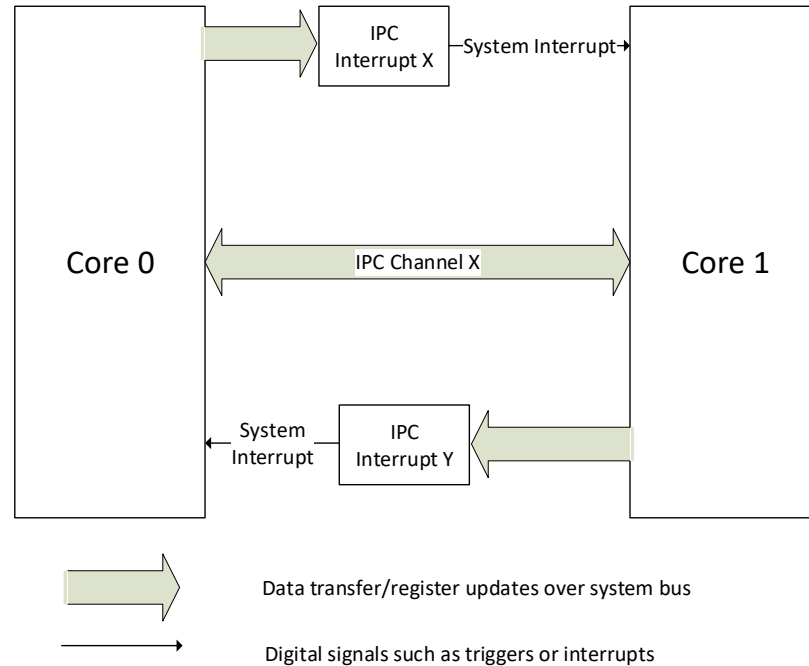 IPC
Interrupt X
System Interrupt
Core 0
IPC Channel X
Core 1
System
Interrupt
IPC
Interrupt Y
Data transfer/register updates over system bus
Digital signals such as triggers or interrupts